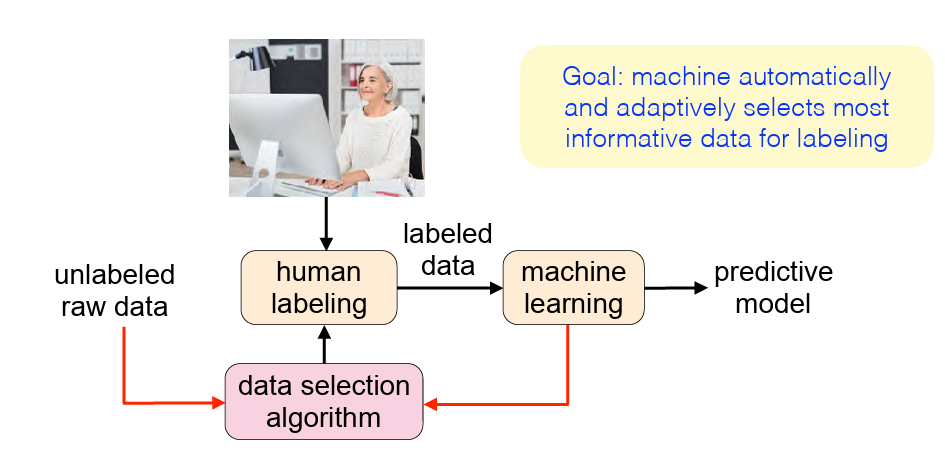 Goal: machine automatically
and adaptively selects most
informative data for labeling
unlabeled
raw data
human
labeling
labeled
data
machine
learning
predictive
model
data selection
algorithm